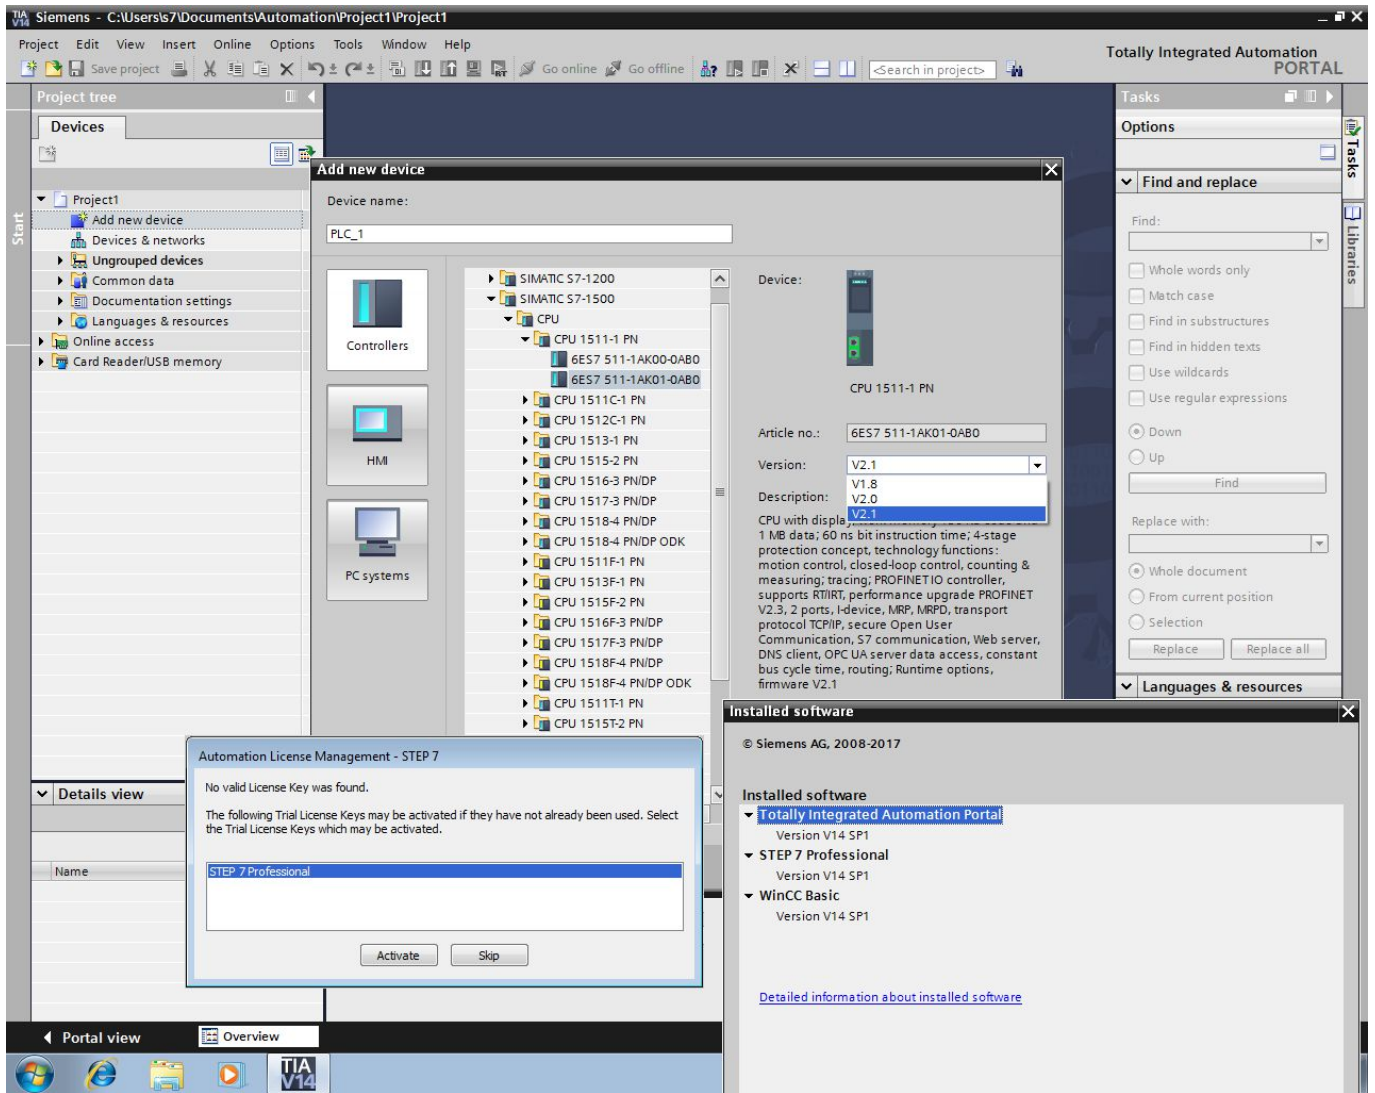 TIA V14 Siemens - C:\Users\s7\Documents\Automation\Project1\Project1
Project Edit View Insert Online Options Tools Window Help
Totally Integrated Automation
PORTAL
Save project Go online Go offline <Search in project>
Project tree
Devices
Start
Project1
Add new device
Devices & networks
Ungrouped devices
Common data
Documentation settings
Languages & resources
Online access
Card Reader/USB memory
Details view
Name
Add new device
Device name:
PLC_1
Controllers
HMI
PC systems
SIMATIC S7-1200
SIMATIC S7-1500
CPU
CPU 1511-1 PN
6ES7 511-1AK00-0AB0
6ES7 511-1AK01-0AB0
CPU 1511C-1 PN
CPU 1512C-1 PN
CPU 1513-1 PN
CPU 1515-2 PN
CPU 1516-3 PN/DP
CPU 1517-3 PN/DP
CPU 1518-4 PN/DP
CPU 1518-4 PN/DP ODK
CPU 1511F-1 PN
CPU 1513F-1 PN
CPU 1515F-2 PN
CPU 1516F-3 PN/DP
CPU 1517F-3 PN/DP
CPU 1518F-4 PN/DP
CPU 1518F-4 PN/DP ODK
CPU 1511T-1 PN
CPU 1515T-2 PN
Device:
CPU 1511-1 PN
Article no.: 6ES7 511-1AK01-0AB0
Version: V2.1
V1.8
V2.0
V2.1
Description:
CPU with display
1 MB data; 60 ns bit instruction time; 4-stage
protection concept, technology functions:
motion control, closed-loop control, counting &
measuring; tracing; PROFINET IO controller,
supports RT/IRT, performance upgrade PROFINET
V2.3, 2 ports, I-device, MRP, MRPD, transport
protocol TCP/IP, secure Open User
Communication, S7 communication, Web server,
DNS client, OPC UA server data access, constant
bus cycle time, routing; Runtime options,
firmware V2.1
Tasks
Options
Find and replace
Find:
Whole words only
Match case
Find in substructures
Find in hidden texts
Use wildcards
Use regular expressions
Down
Up
Find
Replace with:
Whole document
From current position
Selection
Replace Replace all
Languages & resources
Tasks
Libraries
Automation License Management - STEP 7
No valid License Key was found.
The following Trial License Keys may be activated if they have not already been used. Select
the Trial License Keys which may be activated.
STEP 7 Professional
Activate Skip
Installed software
© Siemens AG, 2008-2017
Installed software
Totally Integrated Automation Portal
Version V14 SP1
STEP 7 Professional
Version V14 SP1
WinCC Basic
Version V14 SP1
Detailed information about installed software
Portal view Overview
TIA V14